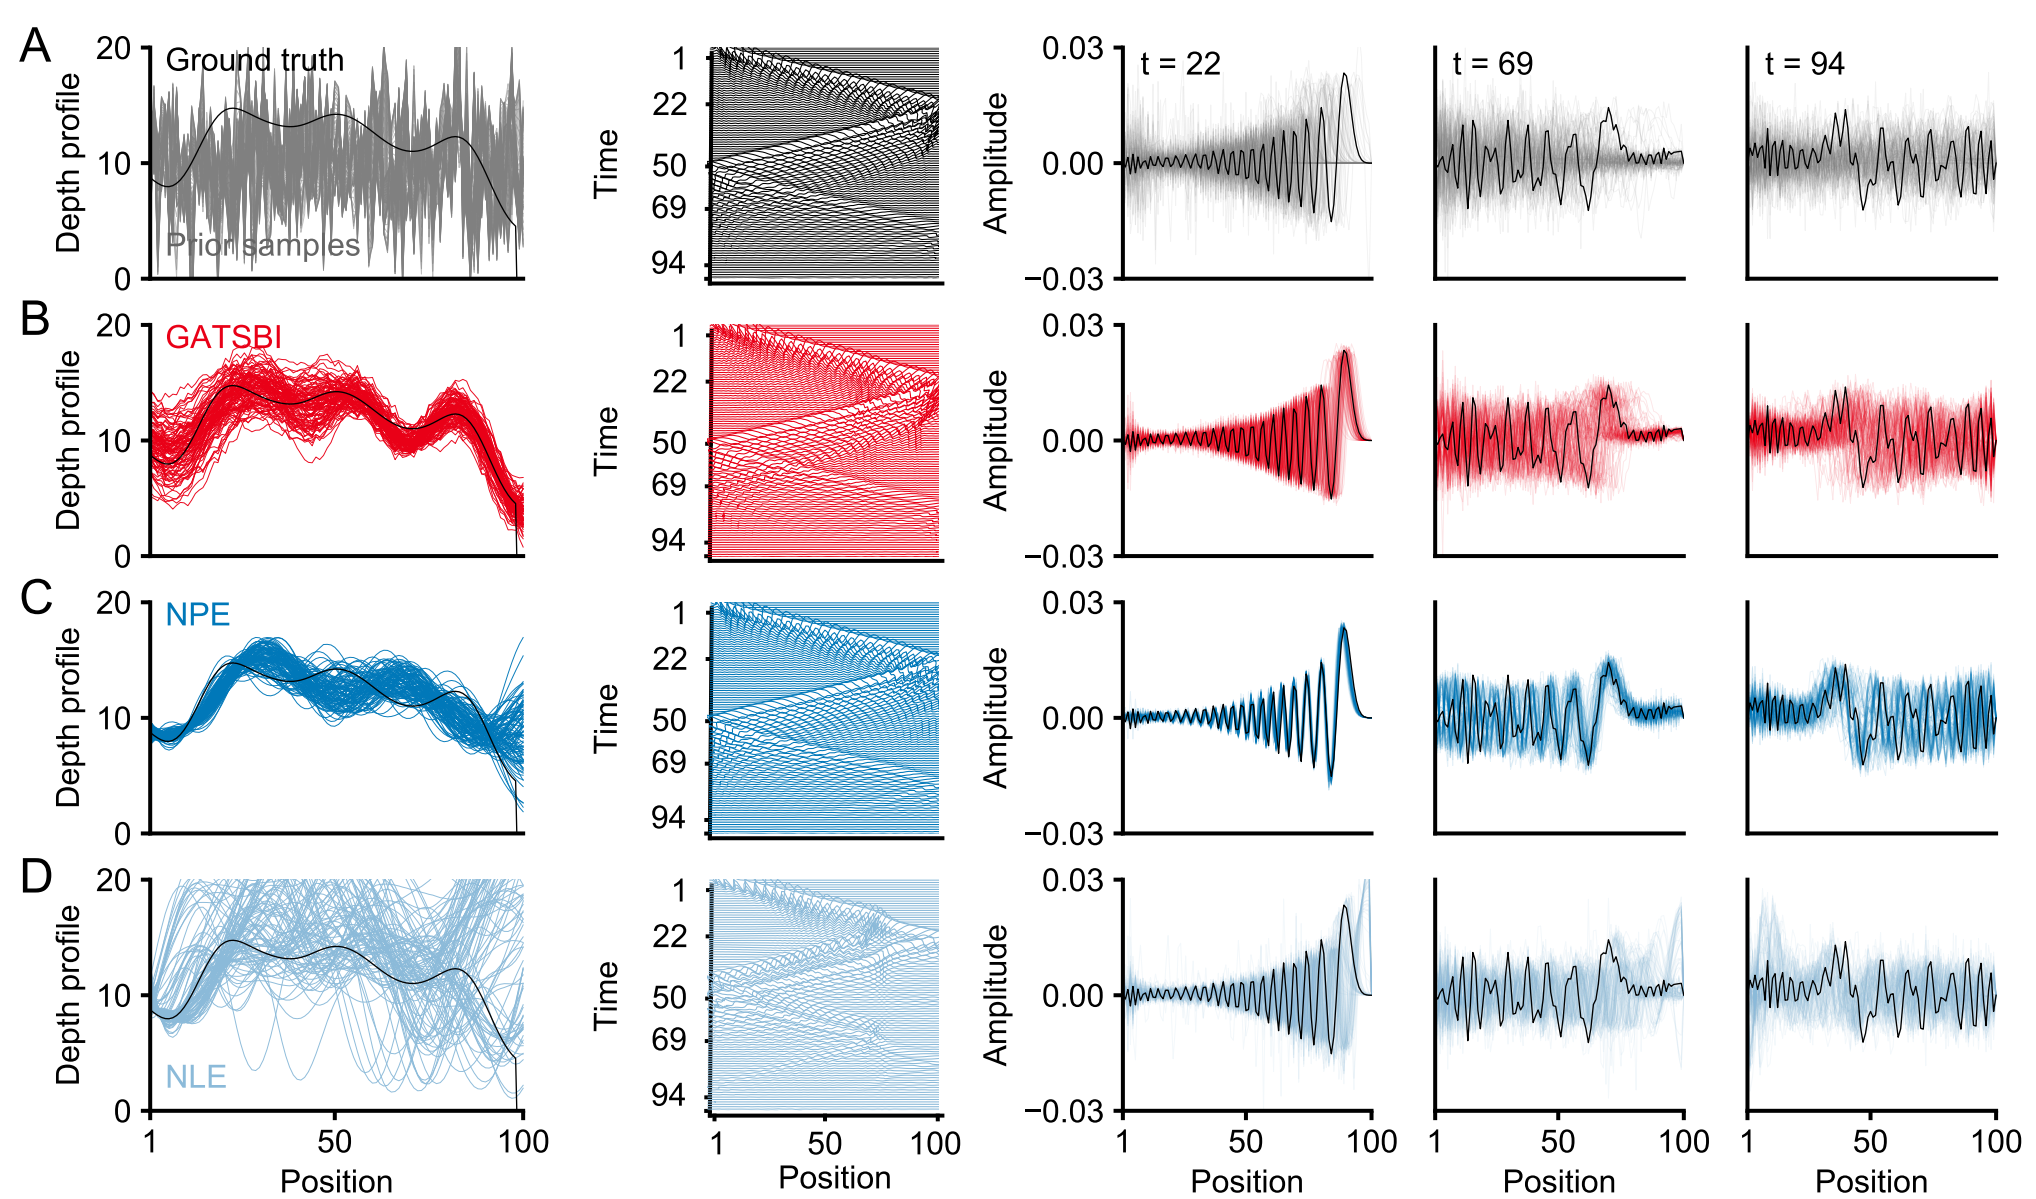 A
Depth profile
20
10
0
Ground truth
Prior samples
Time
1
22
50
69
94
Amplitude
0.03
0.00
−0.03
t = 22
t = 69
t = 94
B
Depth profile
20
10
0
GATSBI
Time
1
22
50
69
94
Amplitude
0.03
0.00
−0.03
C
Depth profile
20
10
0
NPE
Time
1
22
50
69
94
Amplitude
0.03
0.00
−0.03
D
Depth profile
20
10
0
NLE
1 50 100
Position
Time
1
22
50
69
94
1 50 100
Position
Amplitude
0.03
0.00
−0.03
1 50 100
Position
1 50 100
Position
1 50 100
Position